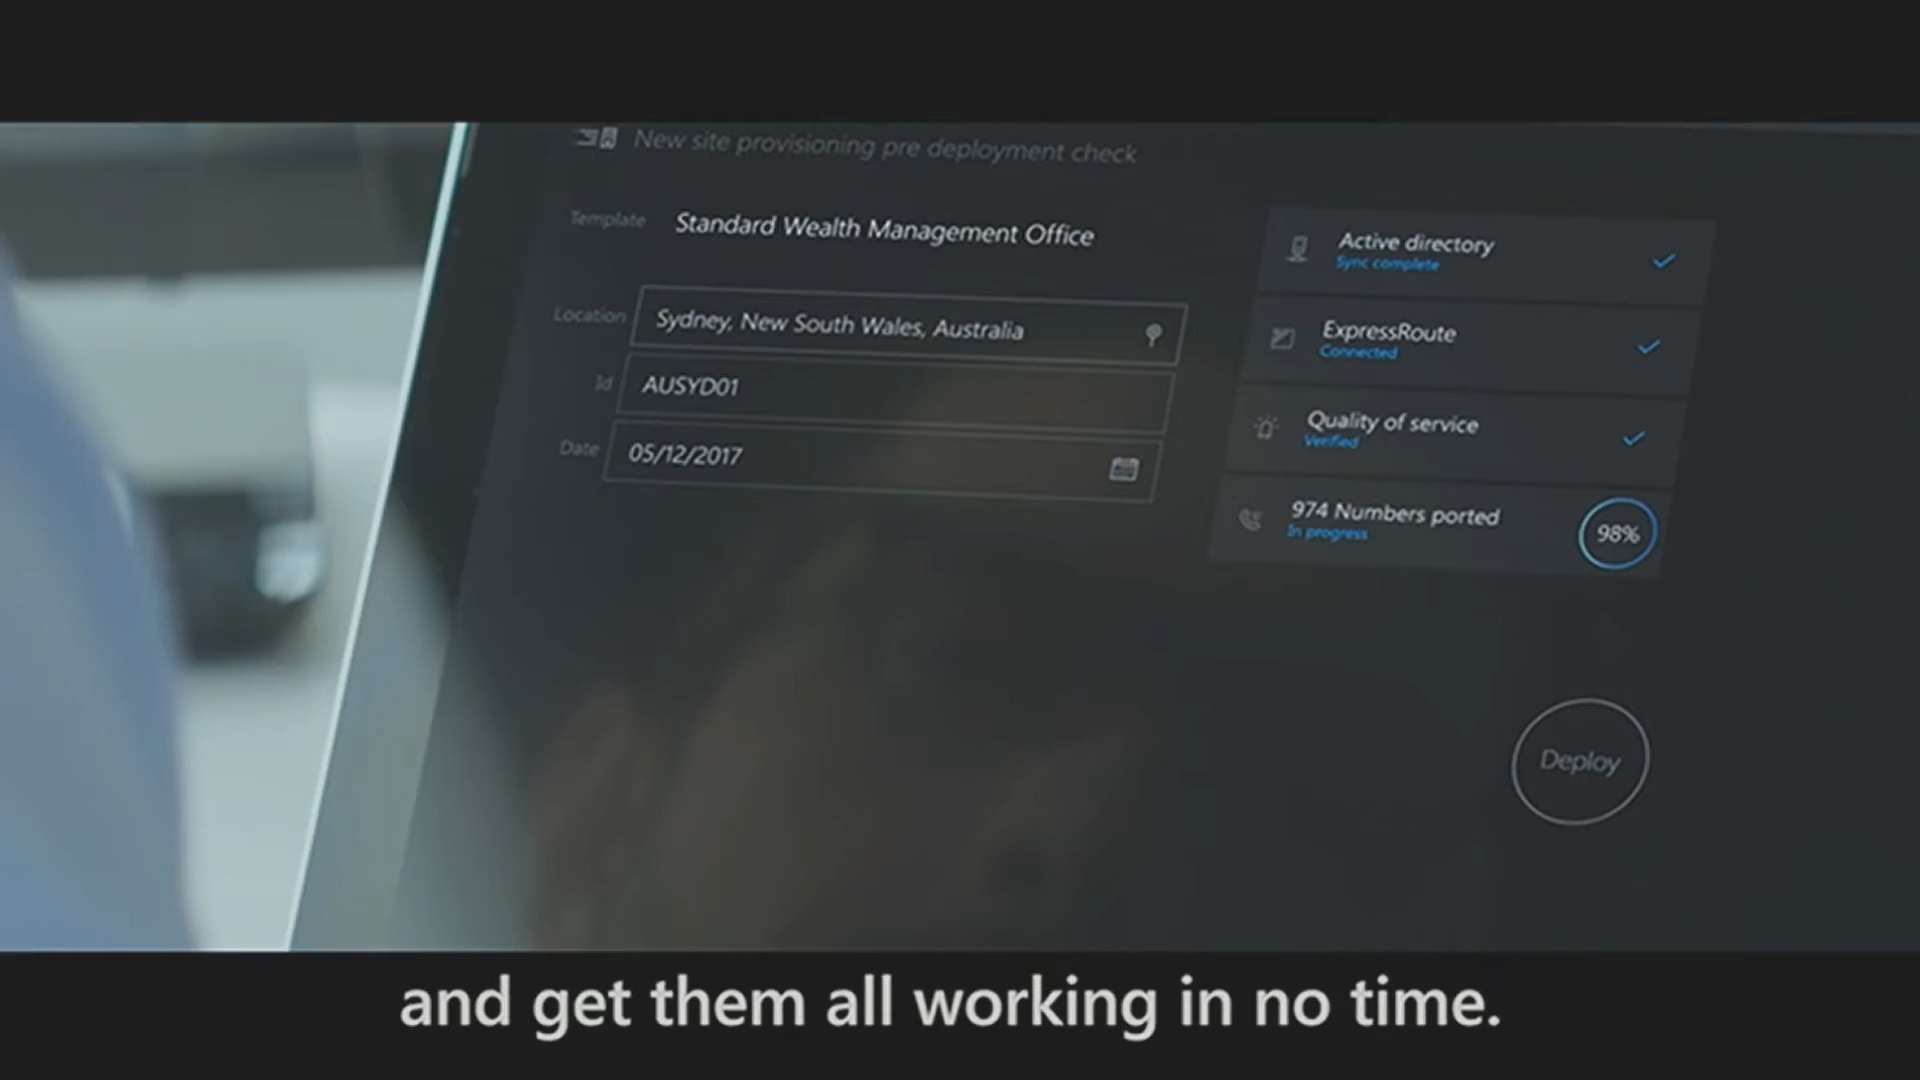 New site provisioning pre deployment check
Template Standard Wealth Management Office
Location Sydney, New South Wales, Australia
Id AUSYD01
Date 05/12/2017
Active directory
Sync complete
ExpressRoute
Connected
Quality of service
Verified
974 Numbers ported
In progress
98%
Deploy
and get them all working in no time.